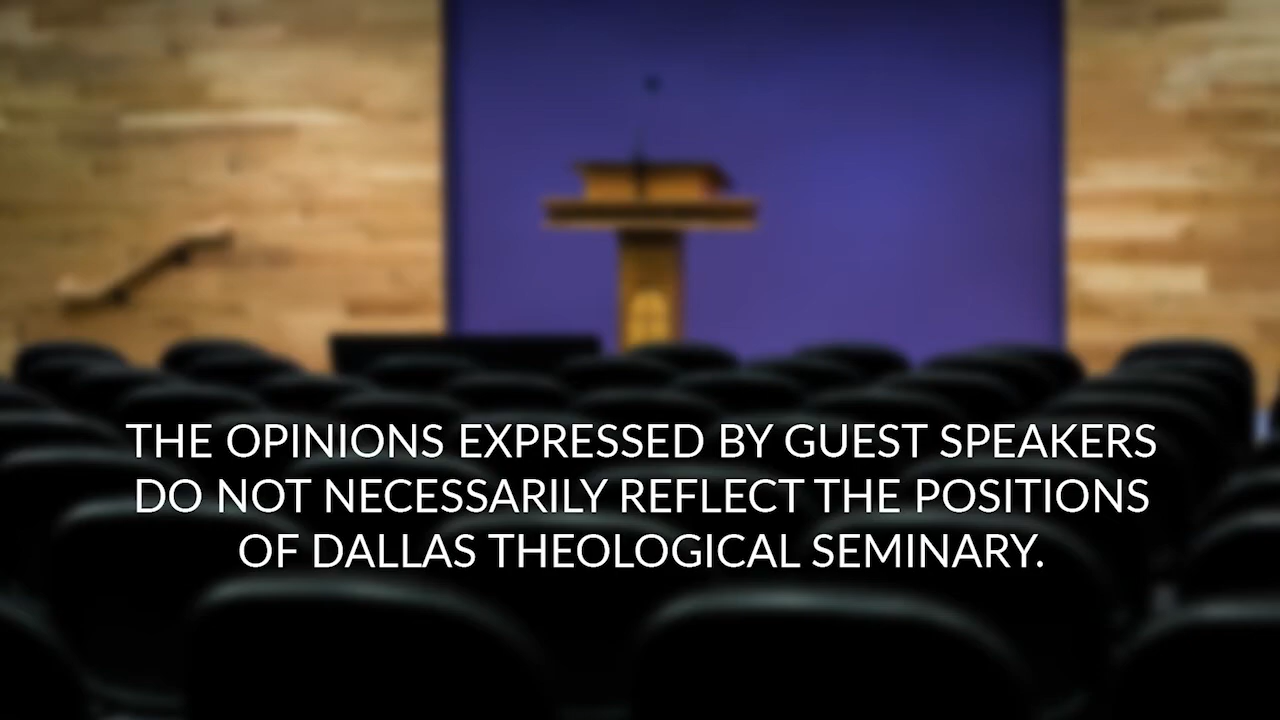 THE OPINIONS EXPRESSED BY GUEST SPEAKERS
DO NOT NECESSARILY REFLECT THE POSITIONS
OF DALLAS THEOLOGICAL SEMINARY.